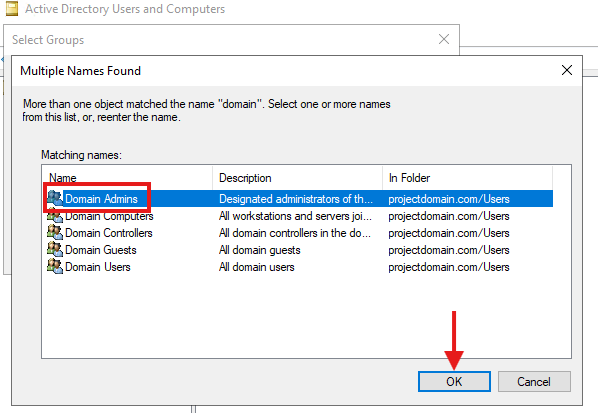 Active Directory Users and Computers
Select Groups
Multiple Names Found
More than one object matched the name "domain". Select one or more names
from this list, or, reenter the name.
Matching names:
Name Description In Folder
Domain Admins Designated administrators of th... projectdomain.com/Users
Domain Computers All workstations and servers joi... projectdomain.com/Users
Domain Controllers All domain controllers in the do... projectdomain.com/Users
Domain Guests All domain guests projectdomain.com/Users
Domain Users All domain users projectdomain.com/Users
OK Cancel